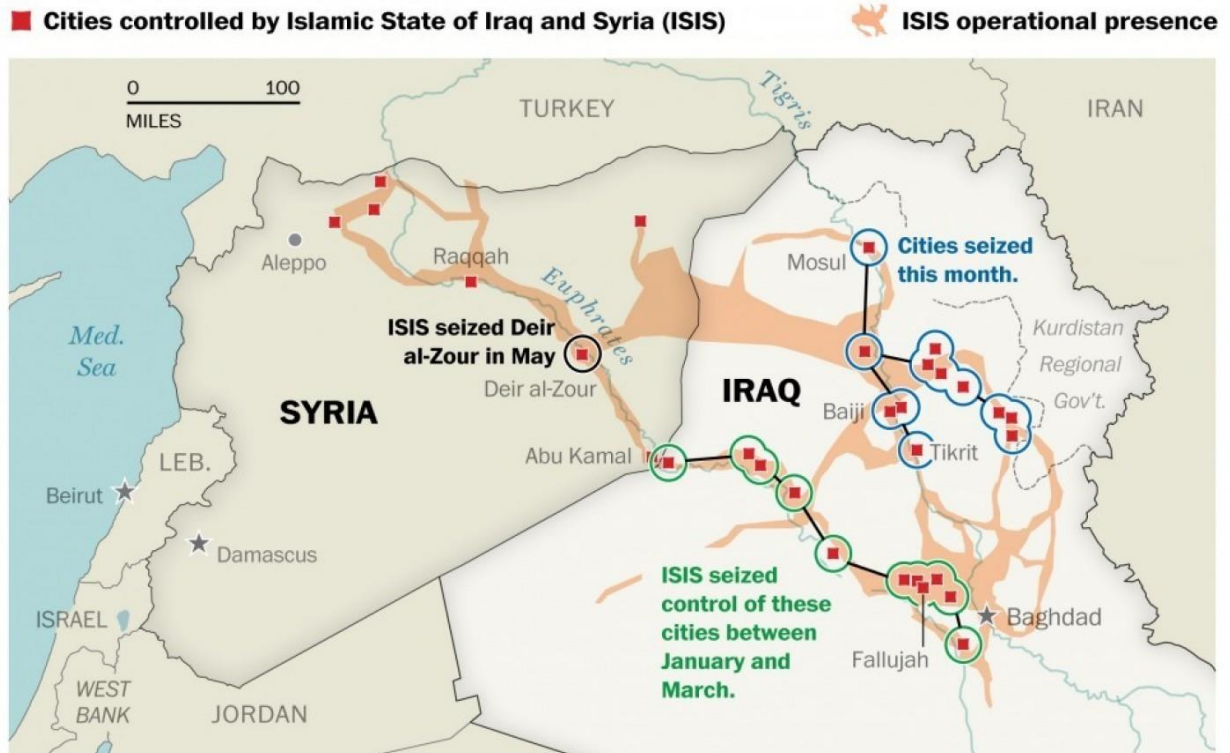 Cities controlled by Islamic State of Iraq and Syria (ISIS)
ISIS operational presence
0 100
MILES
TURKEY
Tigris
IRAN
Aleppo
Raqqah
Mosul
Cities seized
this month.
Euphrates
Med.
Sea
ISIS seized Deir
al-Zour in May
Kurdistan
Regional
Gov't.
Deir al-Zour
SYRIA
IRAQ
Baiji
Abu Kamal
Tikrit
LEB.
Beirut
Damascus
ISIS seized
control of these
cities between
January and
March.
ISRAEL
Baghdad
Fallujah
WEST
BANK
JORDAN